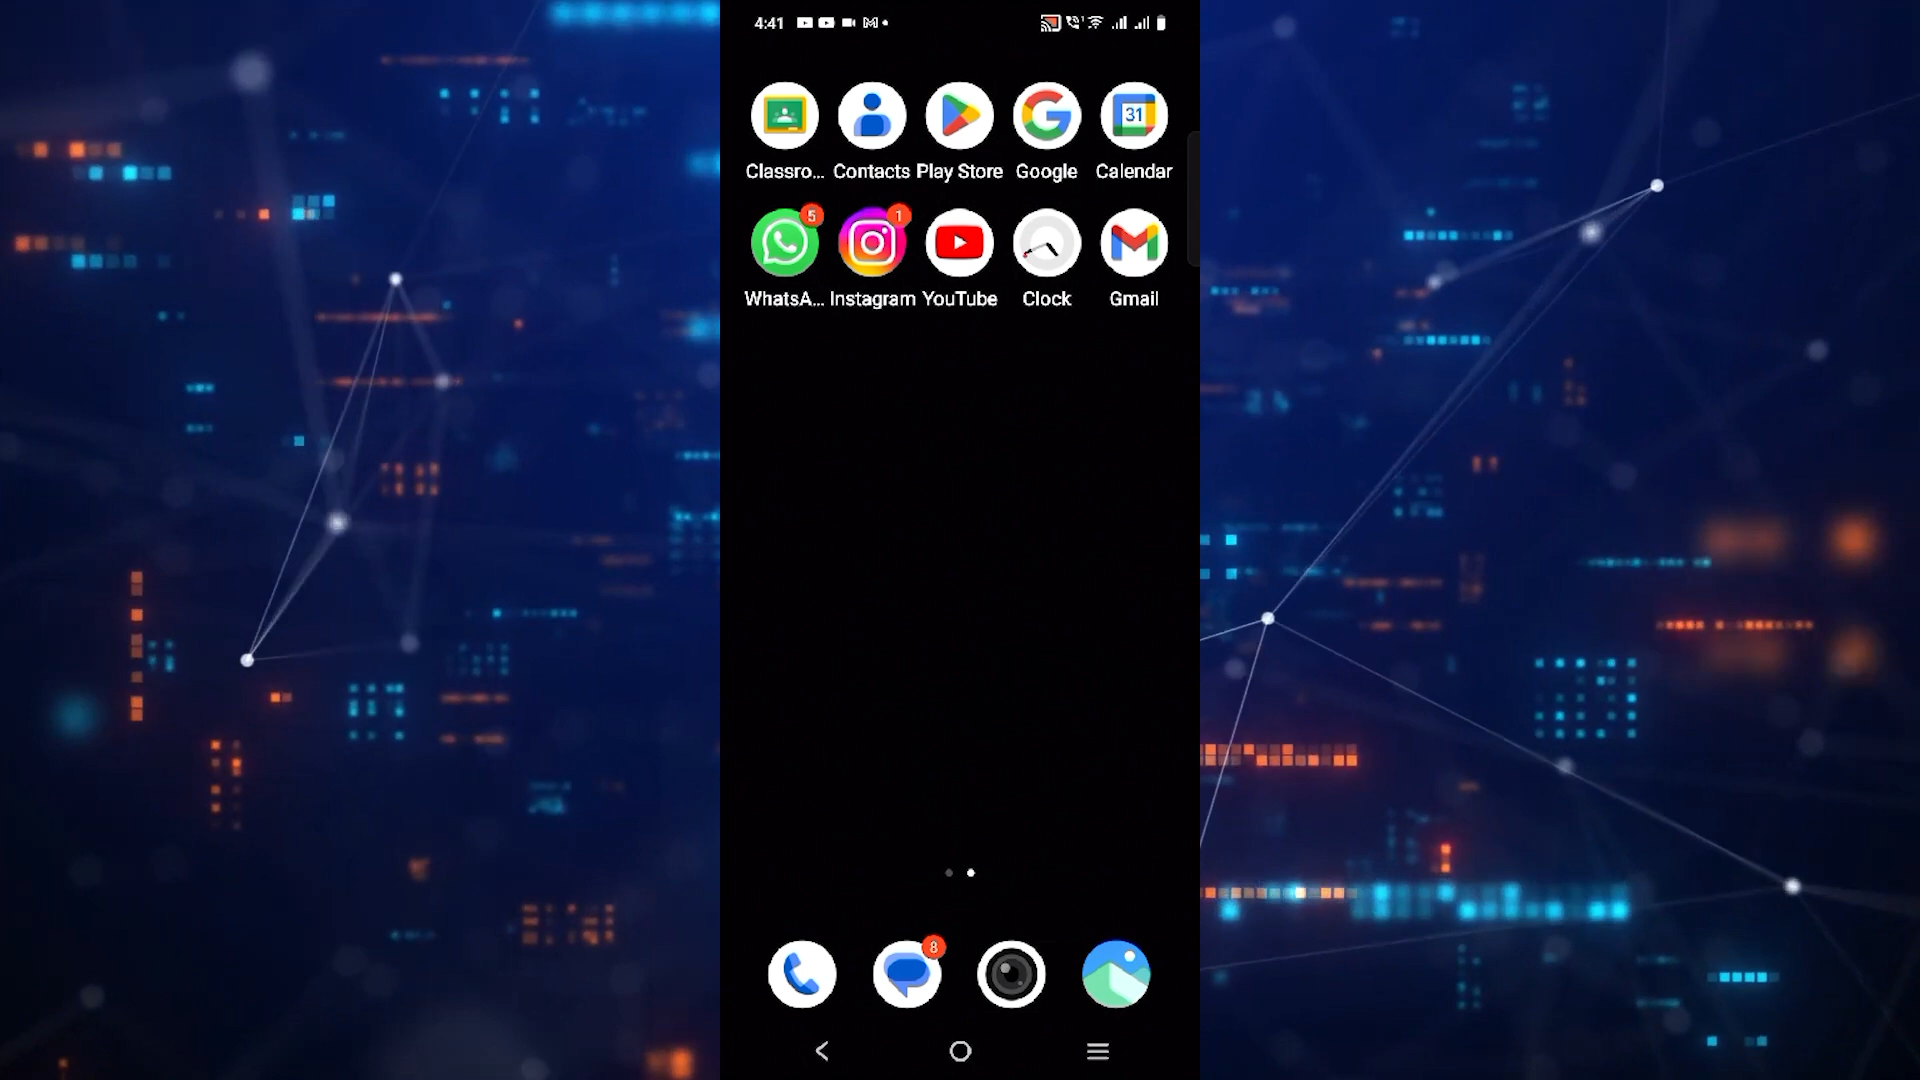 4:41
Classro... Contacts Play Store Google Calendar
31
5 1
WhatsA... Instagram YouTube Clock Gmail
8